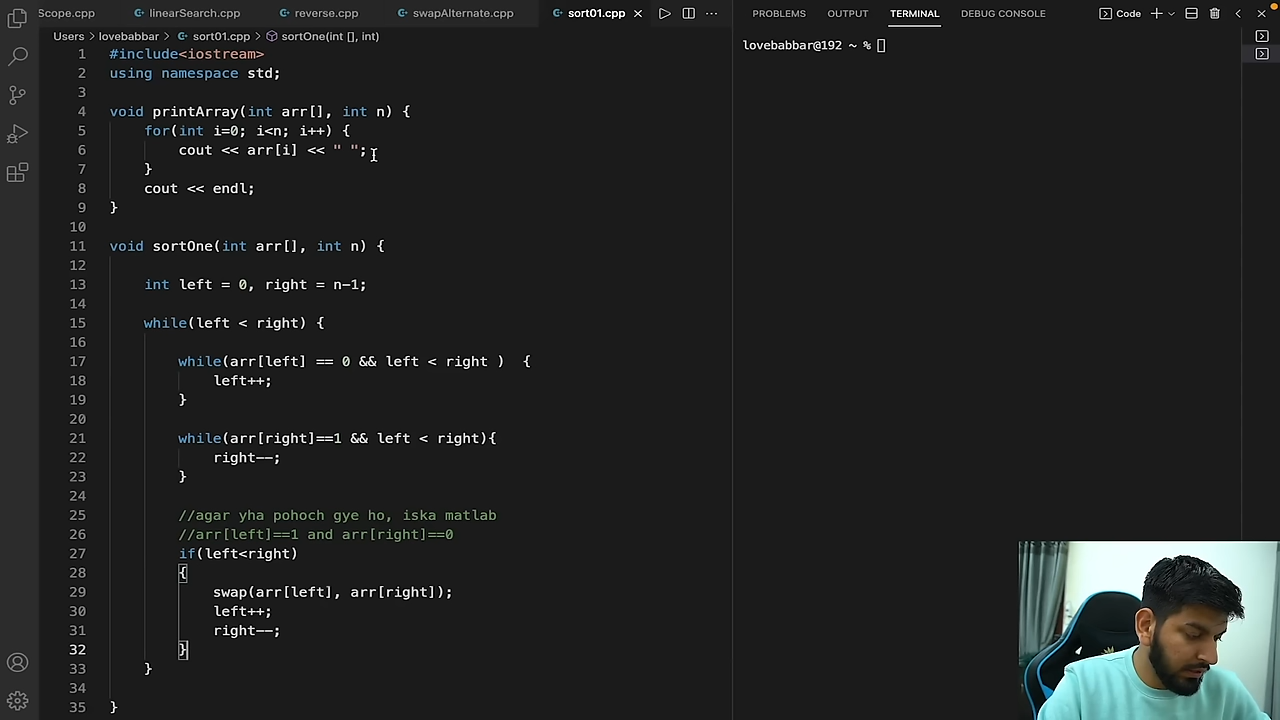 Scope.cpp linearSearch.cpp reverse.cpp swapAlternate.cpp sort01.cpp
PROBLEMS OUTPUT TERMINAL DEBUG CONSOLE Code
Users > lovebabbar > sort01.cpp > sortOne(int [], int)
lovebabbar@192 ~ %
1 #include<iostream>
2 using namespace std;
3
4 void printArray(int arr[], int n) {
5 for(int i=0; i<n; i++) {
6 cout << arr[i] << " ";
7 }
8 cout << endl;
9 }
10
11 void sortOne(int arr[], int n) {
12
13 int left = 0, right = n-1;
14
15 while(left < right) {
16
17 while(arr[left] == 0 && left < right )  {
18 left++;
19 }
20
21 while(arr[right]==1 && left < right){
22 right--;
23 }
24
25 //agar yha pohoch gye ho, iska matlab
26 //arr[left]==1 and arr[right]==0
27 if(left<right)
28 {
29 swap(arr[left], arr[right]);
30 left++;
31 right--;
32 }
33 }
34
35 }